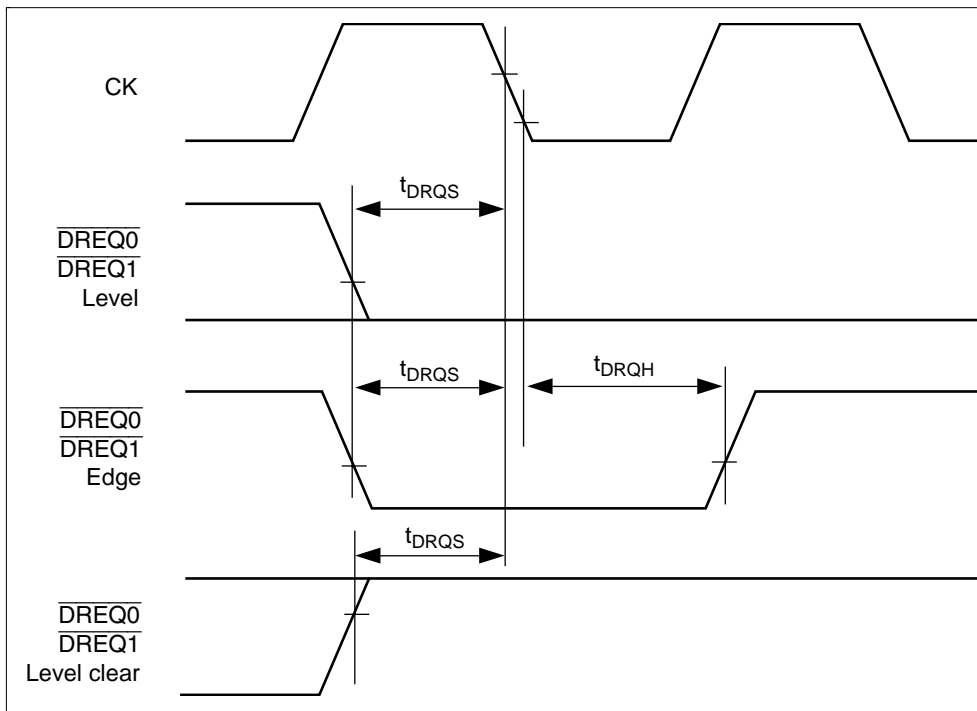 CK
tDRQS
DREQ0
DREQ1
Level
tDRQS
tDRQH
DREQ0
DREQ1
Edge
tDRQS
DREQ0
DREQ1
Level clear